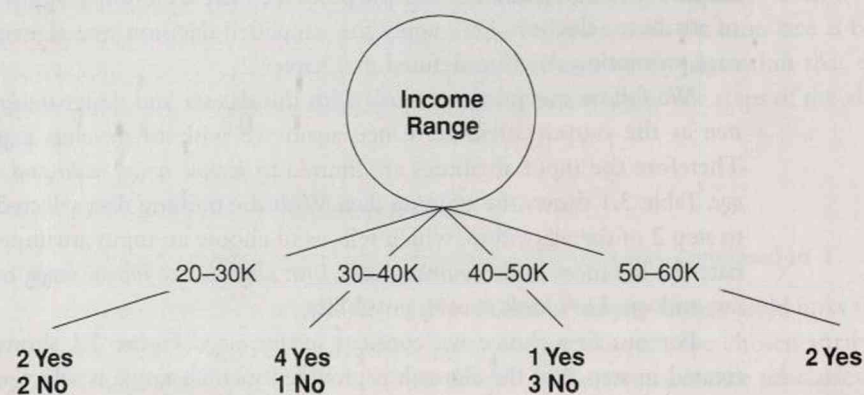 Income
Range
20–30K 30–40K 40–50K 50–60K
2 Yes 4 Yes 1 Yes 2 Yes
2 No 1 No 3 No